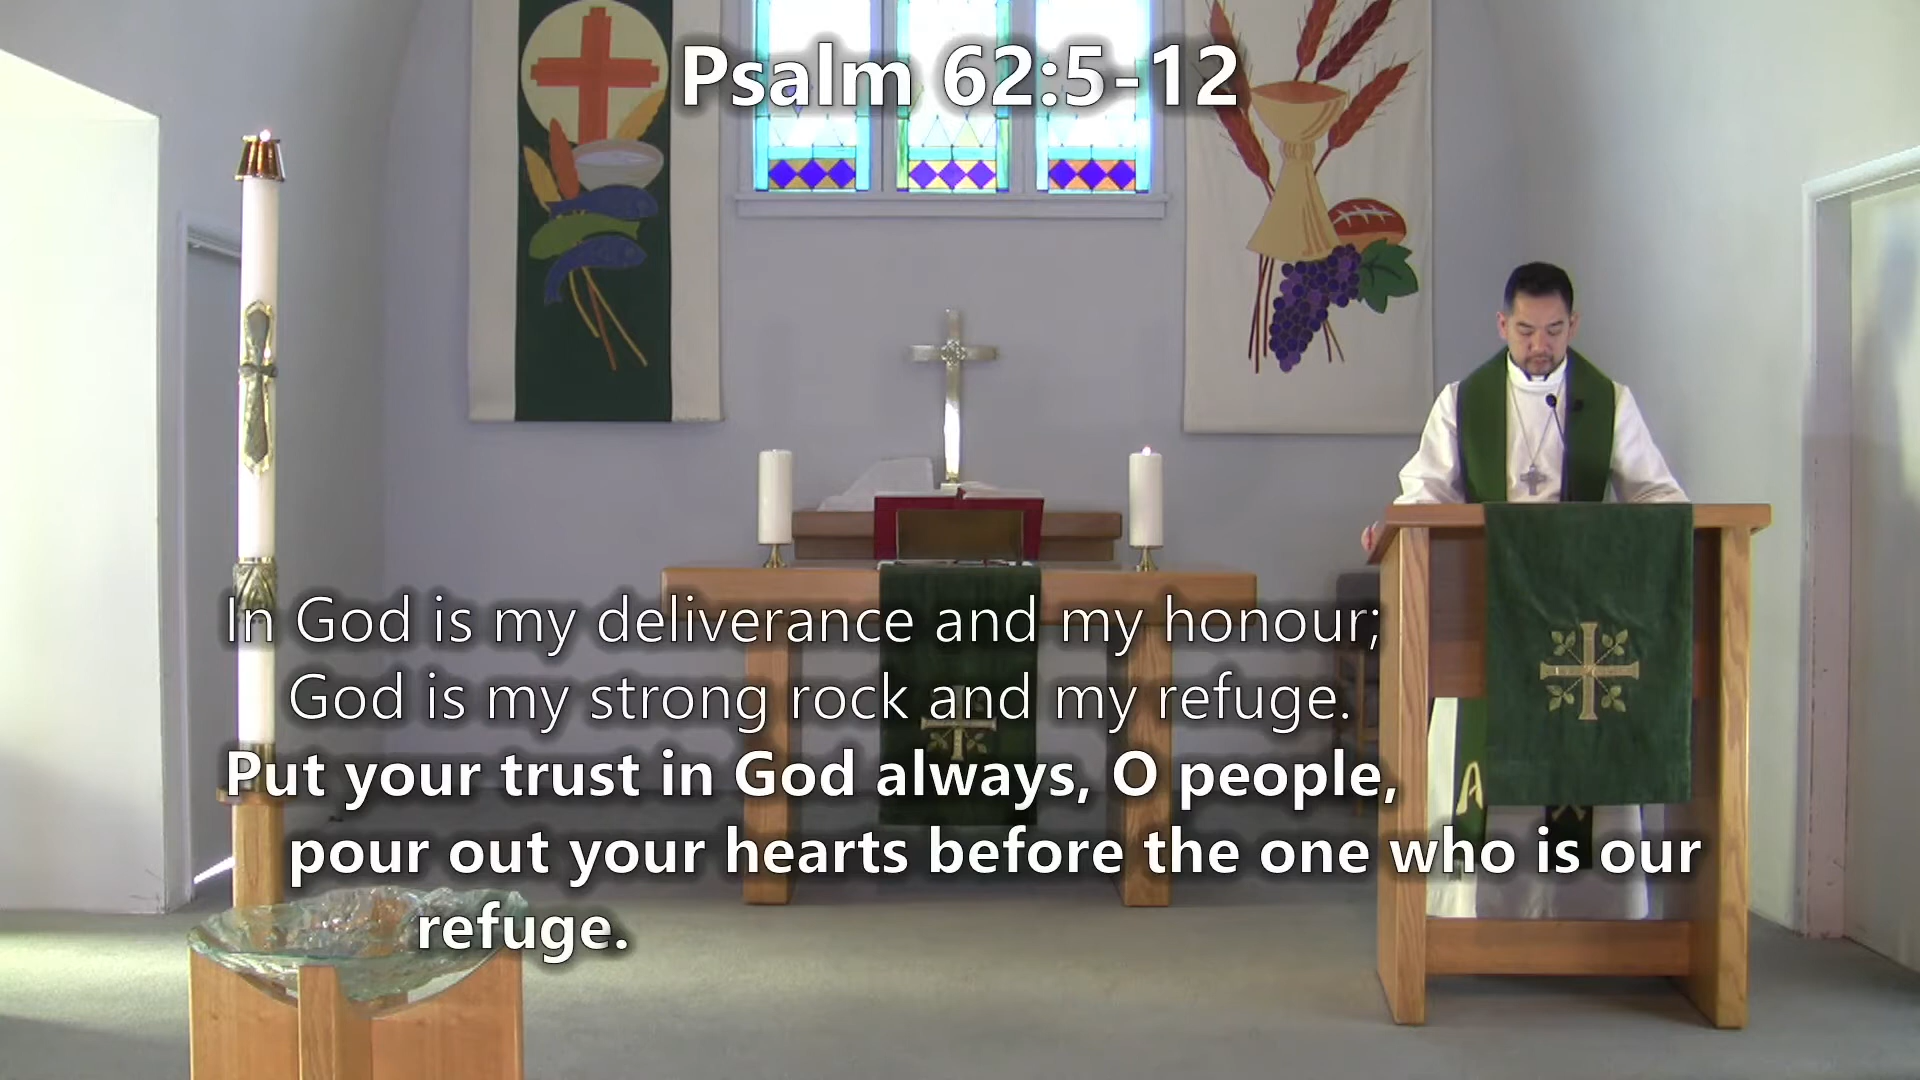 Psalm 62:5-12
In God is my deliverance and my honour;
God is my strong rock and my refuge.
Put your trust in God always, O people,
pour out your hearts before the one who is our
refuge.
A